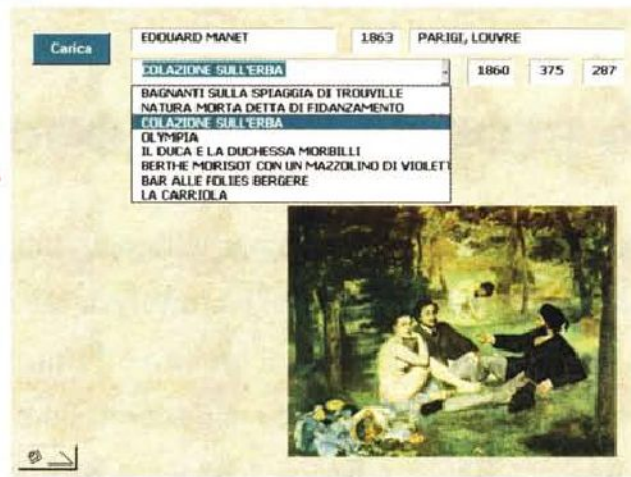 Carica
EDOUARD MANET 1863 PARIGI, LOUVRE
COLAZIONE SULL'ERBA 1860 375 287
BAGNANTI SULLA SPIAGGIA DI TROUVILLE
NATURA MORTA DETTA DI FIDANZAMENTO
COLAZIONE SULL'ERBA
OLYMPIA
IL DUCA E LA DUCHESSA MORBILLI
BERTHE MORISOT CON UN MAZZOLINO DI VIOLETT
BAR ALLE FOLIES BERGERE
LA CARRIOLA